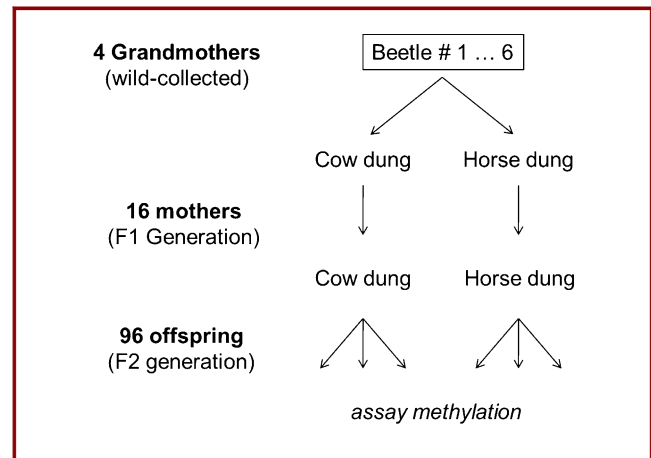 4 Grandmothers
(wild-collected)
Beetle # 1 … 6
Cow dung
Horse dung
16 mothers
(F1 Generation)
Cow dung
Horse dung
96 offspring
(F2 generation)
assay methylation